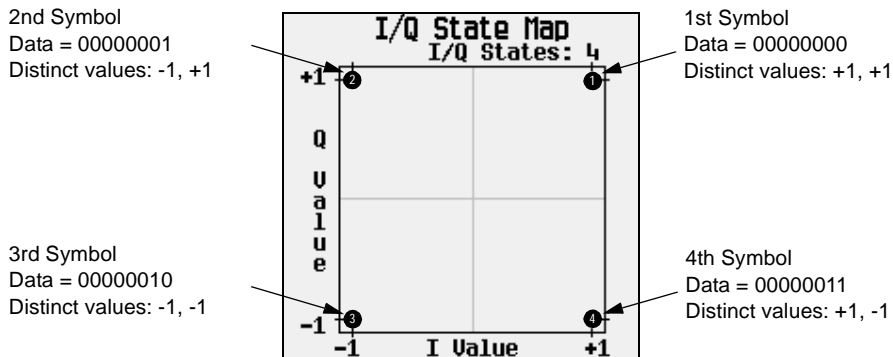 2nd Symbol
Data = 00000001
Distinct values: -1, +1
I/Q State Map
I/Q States: 4
1st Symbol
Data = 00000000
Distinct values: +1, +1
+1
2
1
Q Value
3rd Symbol
Data = 00000010
Distinct values: -1, -1
4th Symbol
Data = 00000011
Distinct values: +1, -1
3
4
-1
-1
I Value
+1